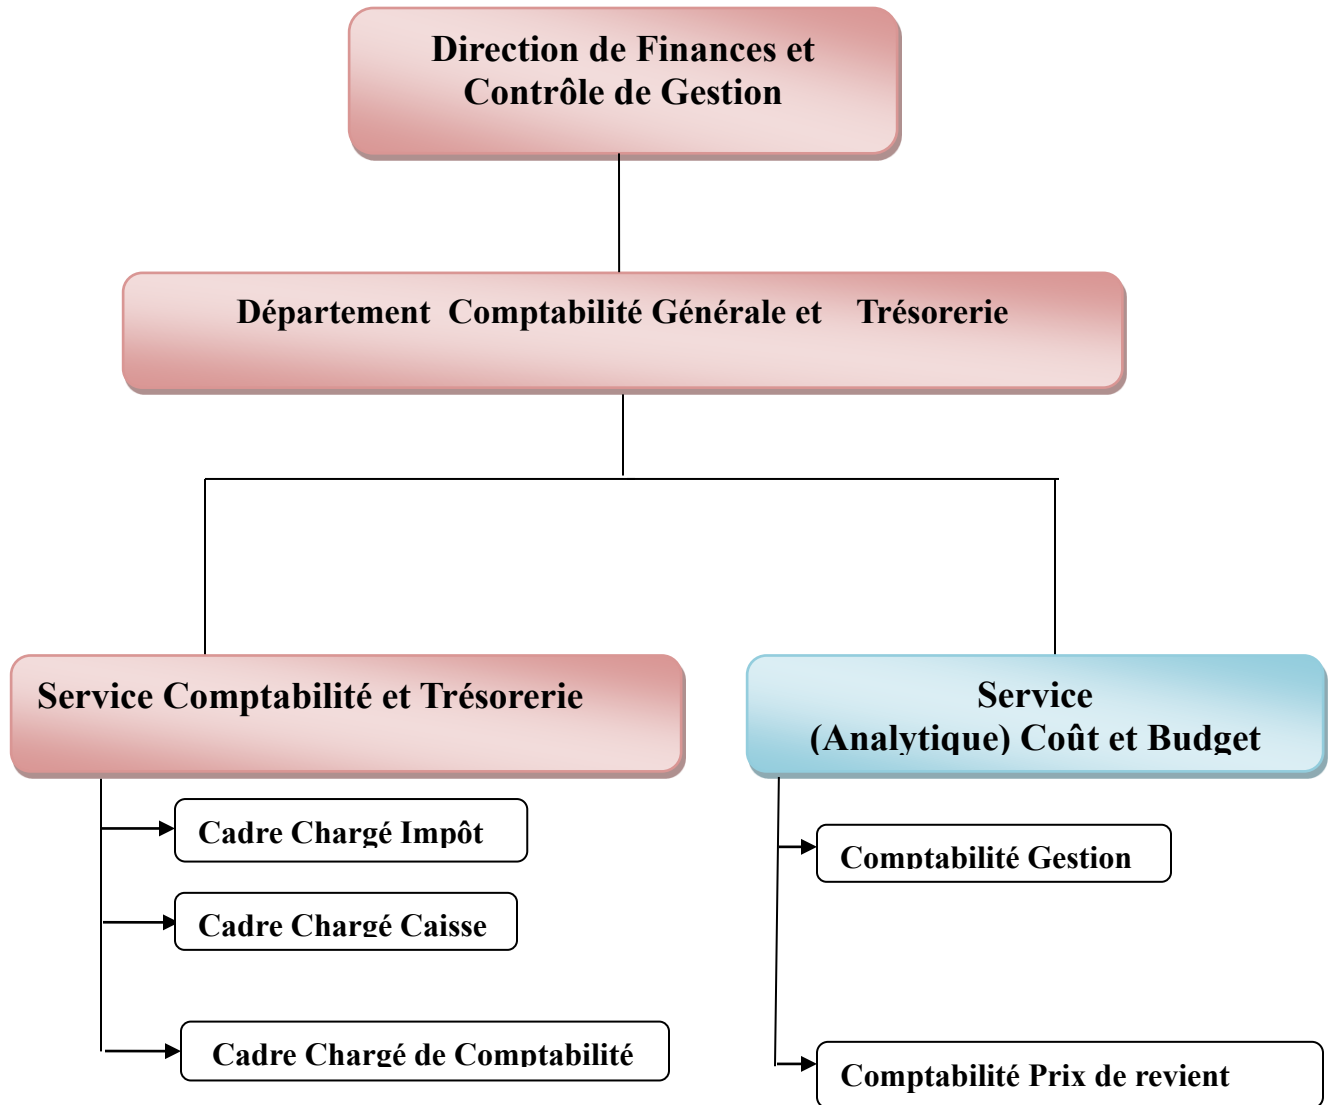 Direction de Finances et
Contrôle de Gestion
Département Comptabilité Générale et Trésorerie
Service Comptabilité et Trésorerie
Cadre Chargé Impôt
Cadre Chargé Caisse
Cadre Chargé de Comptabilité
Service
(Analytique) Coût et Budget
Comptabilité Gestion
Comptabilité Prix de revient